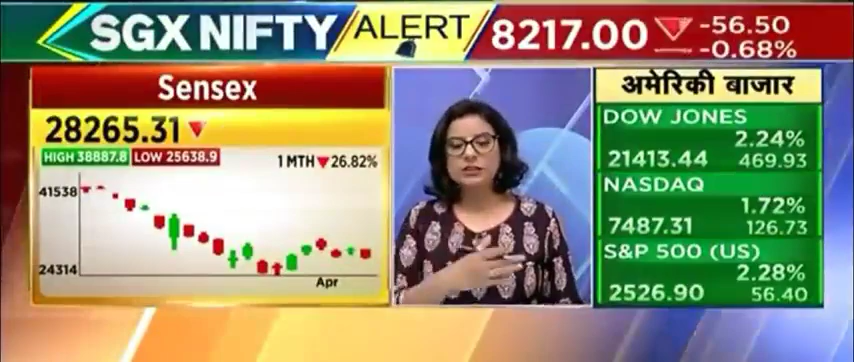 SGX NIFTY
ALERT
8217.00
-56.50
-0.68%
Sensex
28265.31
HIGH 38887.8 LOW 25638.9
1 MTH 26.82%
41538
24314
Apr
अमेरिकी बाजार
DOW JONES
2.24%
21413.44 469.93
NASDAQ
1.72%
7487.31 126.73
S&P 500 (US)
2.28%
2526.90 56.40